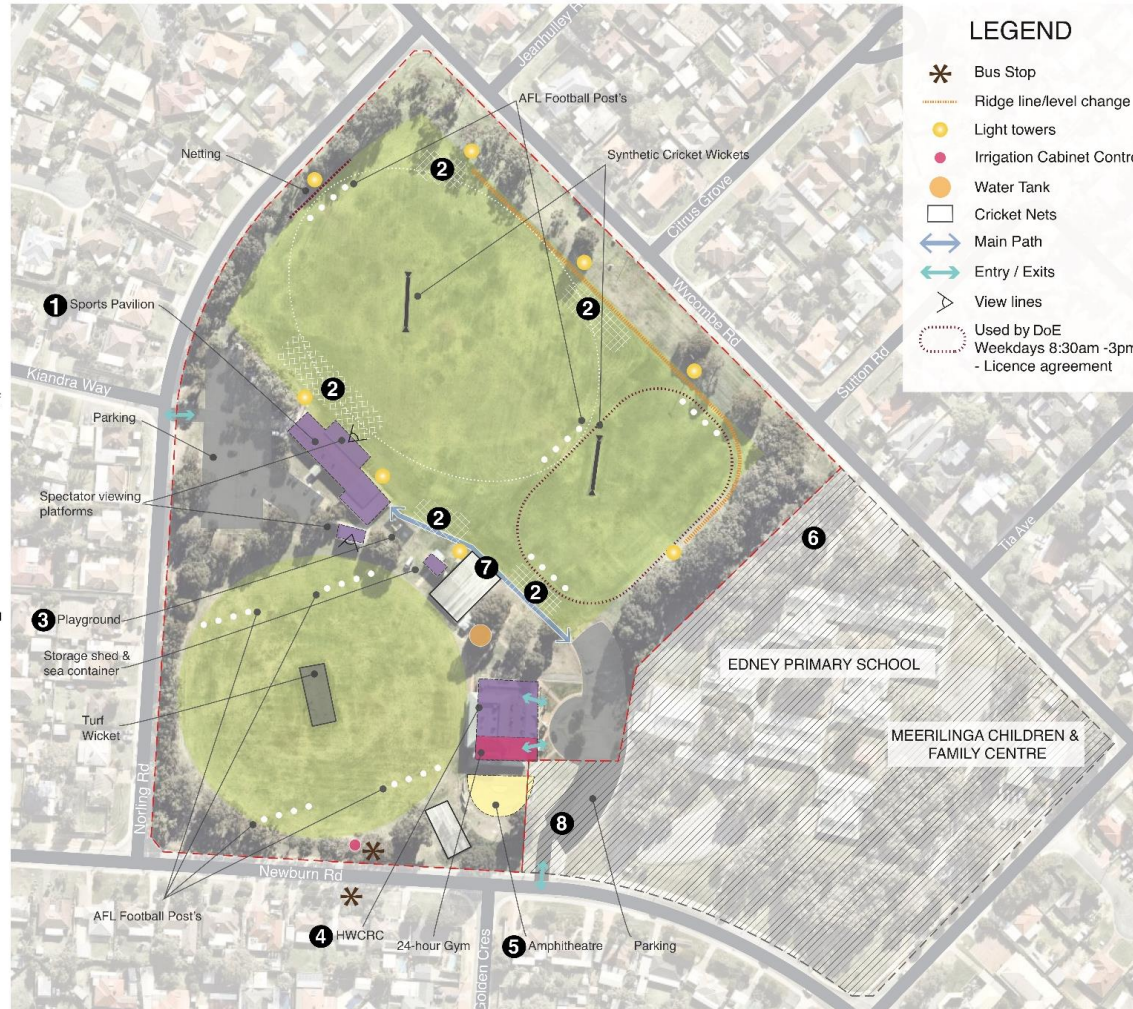 LEGEND
Bus Stop
Ridge line/level change
Light towers
Irrigation Cabinet Contr
Water Tank
Cricket Nets
Main Path
Entry / Exits
View lines
Used by DoE
Weekdays 8:30am -3pm
- Licence agreement
Jeanhulley R
AFL Football Post's
Netting
2
Synthetic Cricket Wickets
Citrus Grove
Wycombe Rd
2
1 Sports Pavilion
Sutton Rd
Kiandra Way
2
Parking
Spectator viewing
platforms
2
6
Tia Ave
7
2
3 Playground
Storage shed &
sea container
EDNEY PRIMARY SCHOOL
Turf
Wicket
MEERILINGA CHILDREN &
FAMILY CENTRE
Norling Rd
8
Newburn Rd
AFL Football Post's
4 HWCRC
24-hour Gym
5 Amphitheatre
Parking
Golden Cres